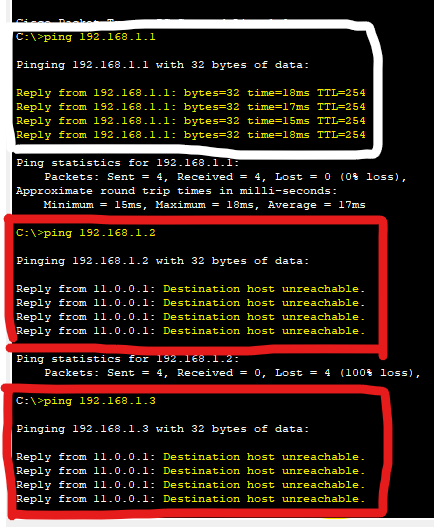 C:\>ping 192.168.1.1
Pinging 192.168.1.1 with 32 bytes of data:
Reply from 192.168.1.1: bytes=32 time=18ms TTL=254
Reply from 192.168.1.1: bytes=32 time=17ms TTL=254
Reply from 192.168.1.1: bytes=32 time=15ms TTL=254
Reply from 192.168.1.1: bytes=32 time=18ms TTL=254
Ping statistics for 192.168.1.1:
Packets: Sent = 4, Received = 4, Lost = 0 (0% loss),
Approximate round trip times in milli-seconds:
Minimum = 15ms, Maximum = 18ms, Average = 17ms
C:\>ping 192.168.1.2
Pinging 192.168.1.2 with 32 bytes of data:
Reply from 11.0.0.1: Destination host unreachable.
Reply from 11.0.0.1: Destination host unreachable.
Reply from 11.0.0.1: Destination host unreachable.
Reply from 11.0.0.1: Destination host unreachable.
Ping statistics for 192.168.1.2:
Packets: Sent = 4, Received = 0, Lost = 4 (100% loss),
C:\>ping 192.168.1.3
Pinging 192.168.1.3 with 32 bytes of data:
Reply from 11.0.0.1: Destination host unreachable.
Reply from 11.0.0.1: Destination host unreachable.
Reply from 11.0.0.1: Destination host unreachable.
Reply from 11.0.0.1: Destination host unreachable.